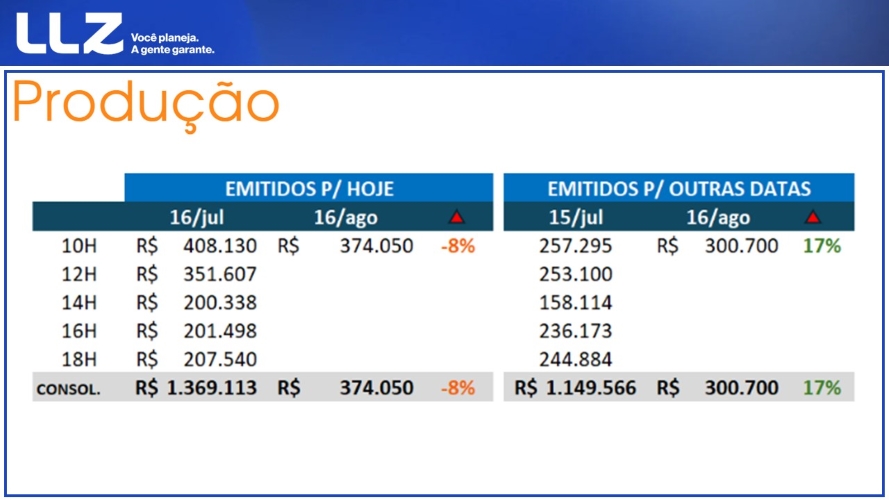 LLZ Você planeja.
A gente garante.
Produção
EMITIDOS P/ HOJE EMITIDOS P/ OUTRAS DATAS
16/jul 16/ago 15/jul 16/ago
10H R$ 408.130 R$ 374.050 -8% 257.295 R$ 300.700 17%
12H R$ 351.607 253.100
14H R$ 200.338 158.114
16H R$ 201.498 236.173
18H R$ 207.540 244.884
CONSOL. R$ 1.369.113 R$ 374.050 -8% R$ 1.149.566 R$ 300.700 17%